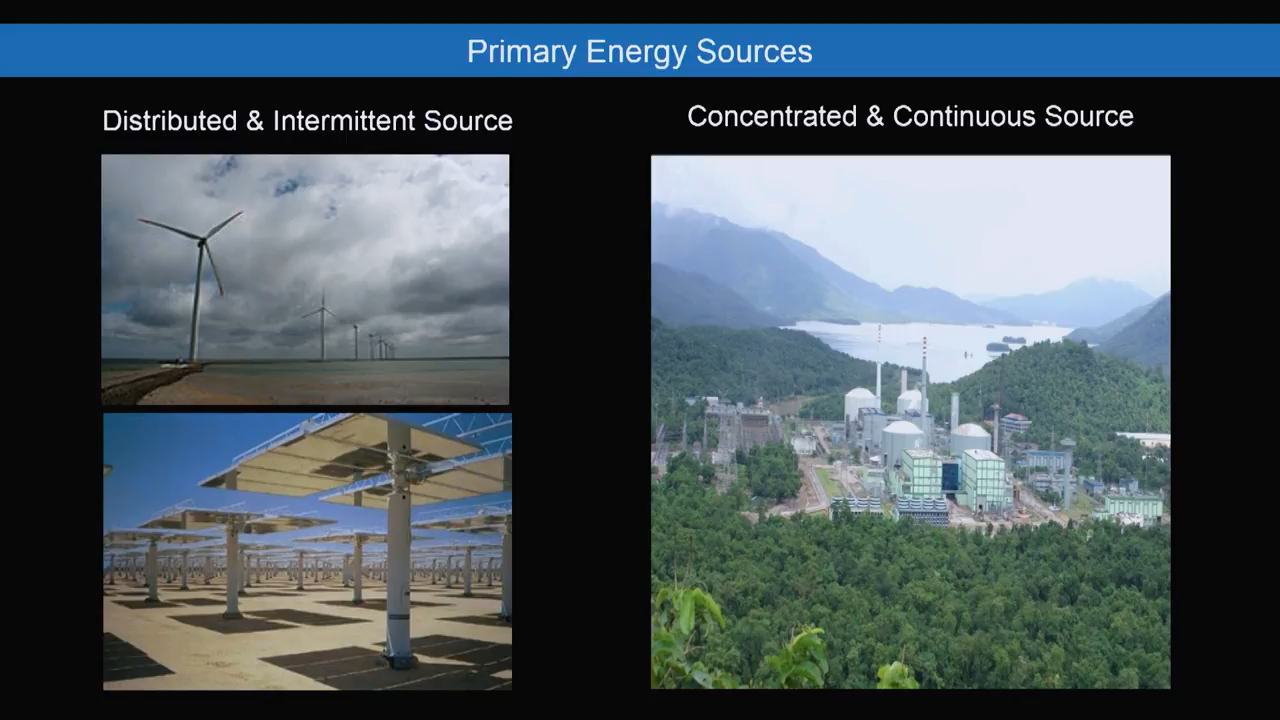 Primary Energy Sources
Distributed & Intermittent Source
Concentrated & Continuous Source